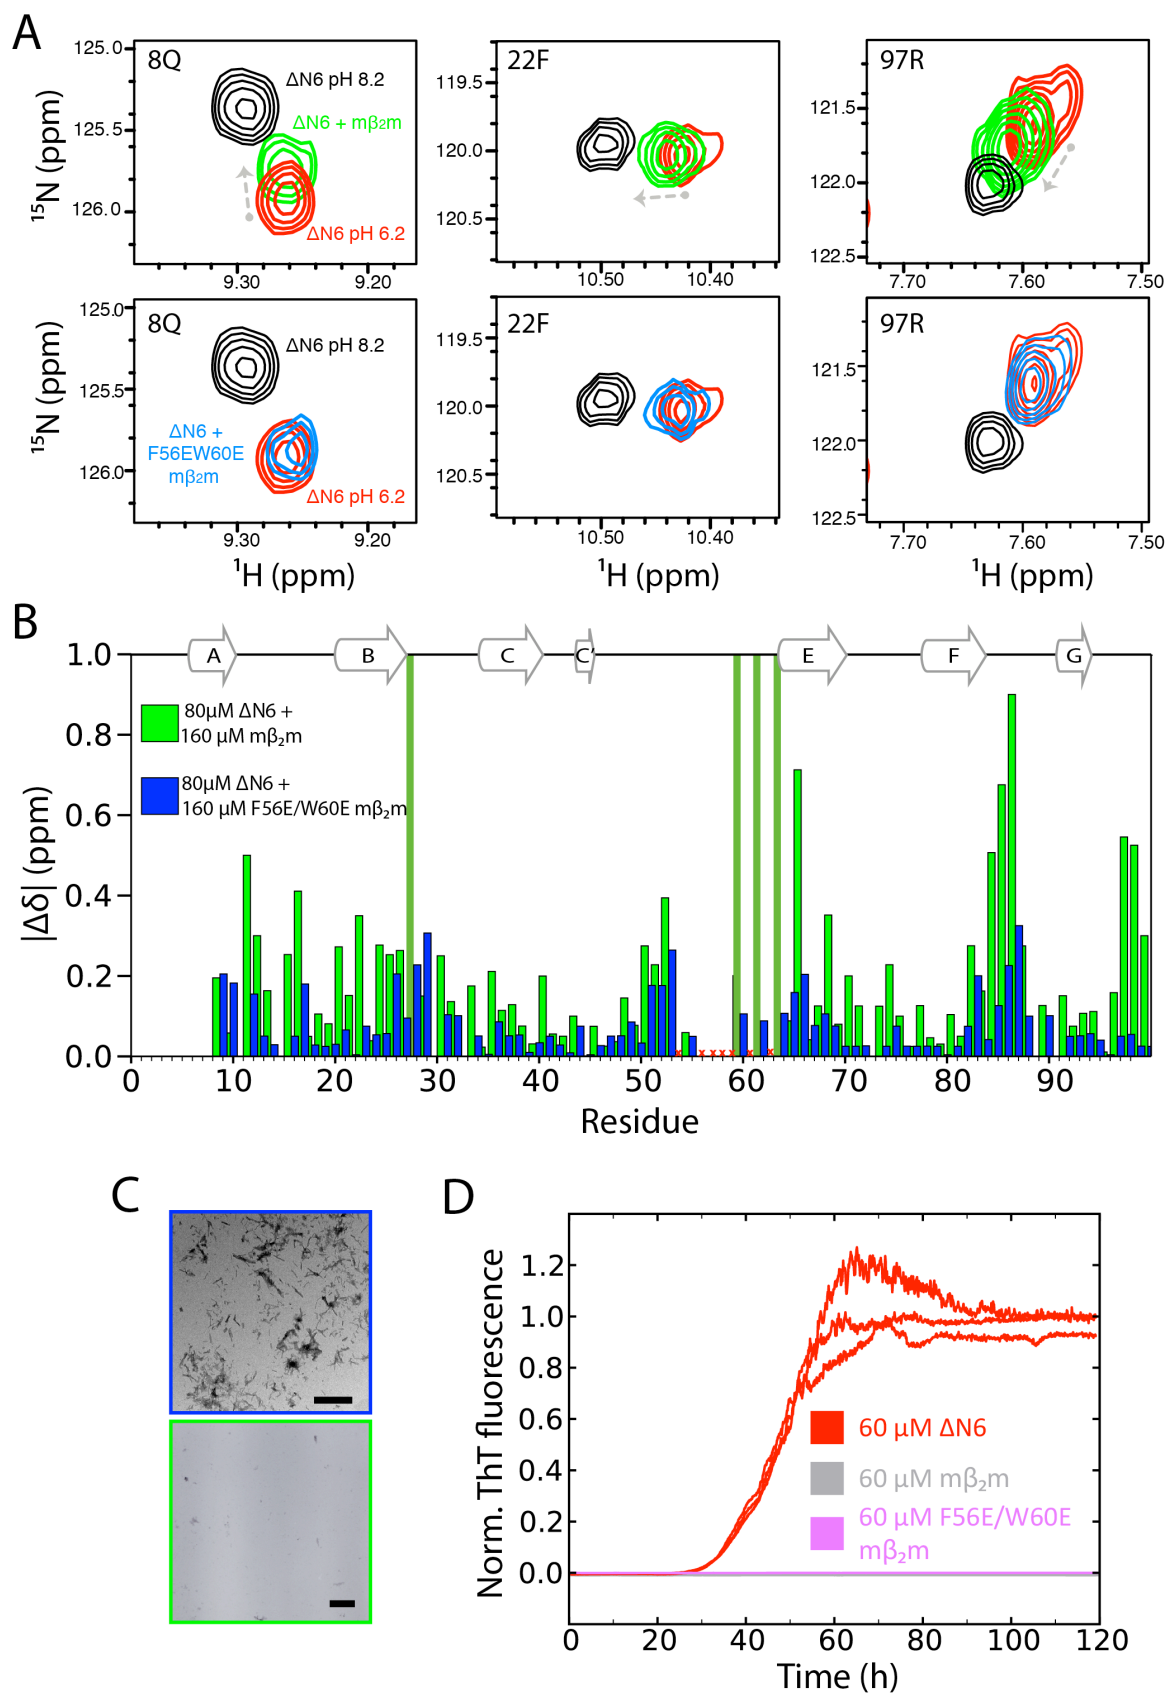 A
8Q
22F
97R
ΔN6 pH 8.2
ΔN6 + mβ₂m
ΔN6 pH 6.2
125.0
125.5
126.0
119.5
120.0
120.5
121.5
122.0
122.5
¹⁵N (ppm)
9.30
9.20
10.50
10.40
7.70
7.60
7.50
8Q
22F
97R
ΔN6 pH 8.2
ΔN6 +
F56EW60E
mβ₂m
ΔN6 pH 6.2
125.0
125.5
126.0
119.5
120.0
120.5
121.5
122.0
122.5
¹⁵N (ppm)
9.30
9.20
10.50
10.40
7.70
7.60
7.50
¹H (ppm)
¹H (ppm)
¹H (ppm)
B
A
B
C
C'
E
F
G
80μM ΔN6 +
160 μM mβ₂m
80μM ΔN6 +
160 μM F56E/W60E mβ₂m
1.0
0.8
0.6
0.4
0.2
0.0
|Δδ| (ppm)
x x x x x x x
0 10 20 30 40 50 60 70 80 90
Residue
C
D
1.2
1.0
0.8
0.6
0.4
0.2
0.0
Norm. ThT fluorescence
60 μM ΔN6
60 μM mβ₂m
60 μM F56E/W60E
mβ₂m
0 20 40 60 80 100 120
Time (h)